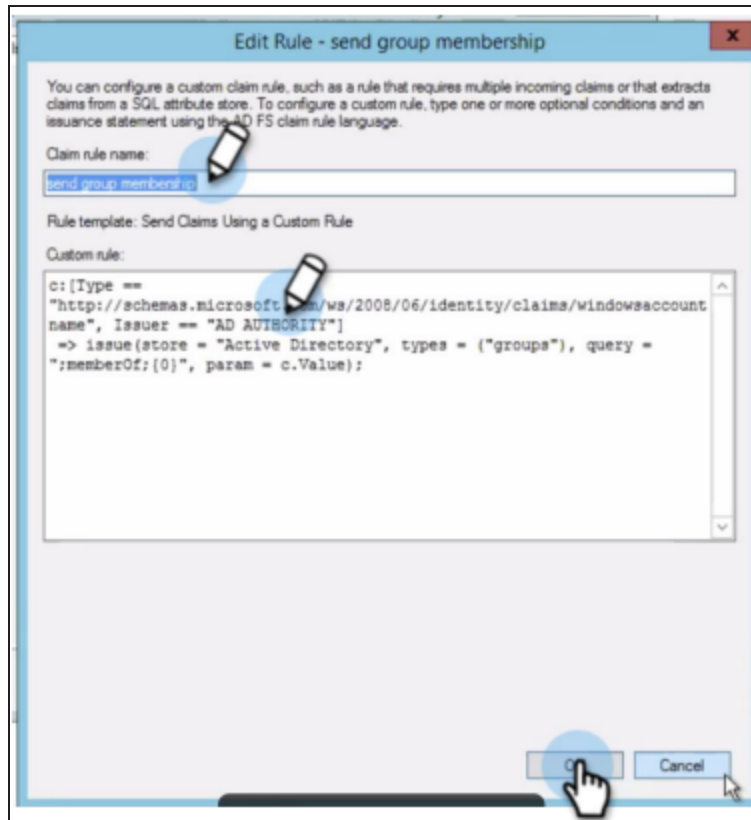 Edit Rule - send group membership
x
You can configure a custom claim rule, such as a rule that requires multiple incoming claims or that extracts
claims from a SQL attribute store. To configure a custom rule, type one or more optional conditions and an
issuance statement using the AD FS claim rule language.
Claim rule name:
send group membership
Rule template: Send Claims Using a Custom Rule
Custom rule:
c:[Type ==
"http://schemas.microsoft. /ws/2008/06/identity/claims/windowsaccount
name", Issuer == "AD AUTHORITY"]
=> issue(store = "Active Directory", types = ("groups"), query =
";memberOf;{0}", param = c.Value);
Cancel